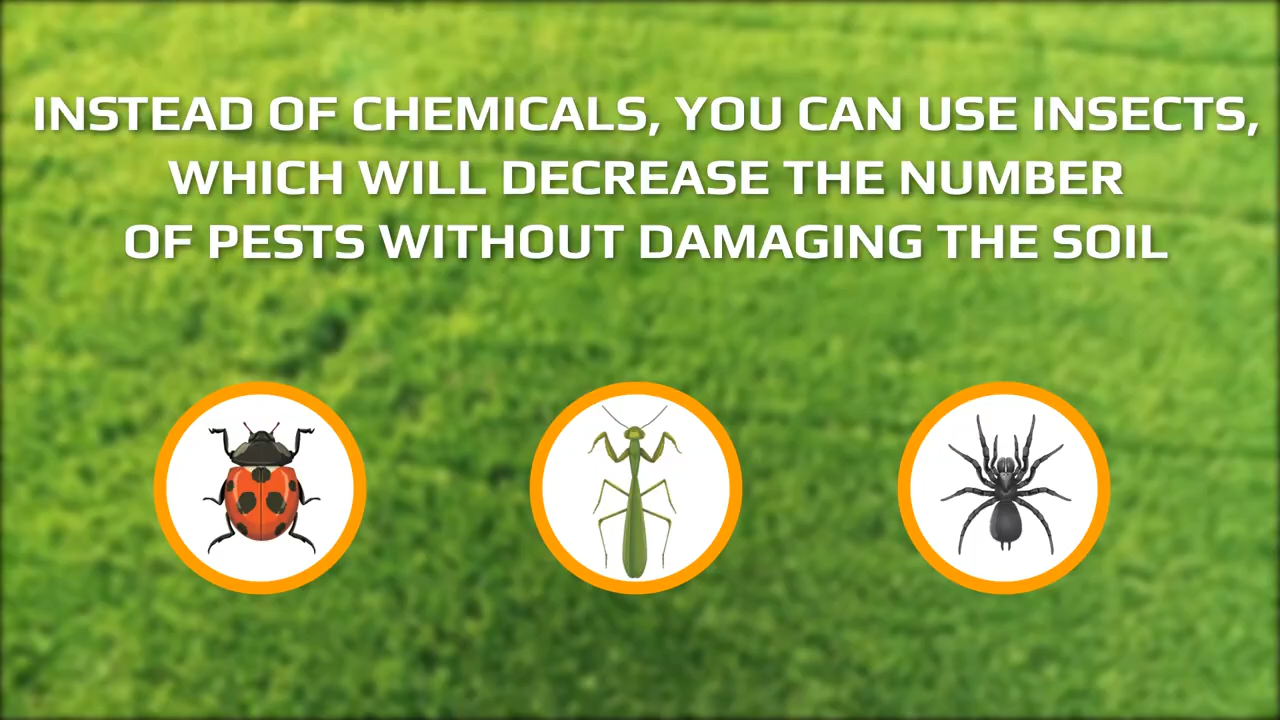 INSTEAD OF CHEMICALS, YOU CAN USE INSECTS,
WHICH WILL DECREASE THE NUMBER
OF PESTS WITHOUT DAMAGING THE SOIL